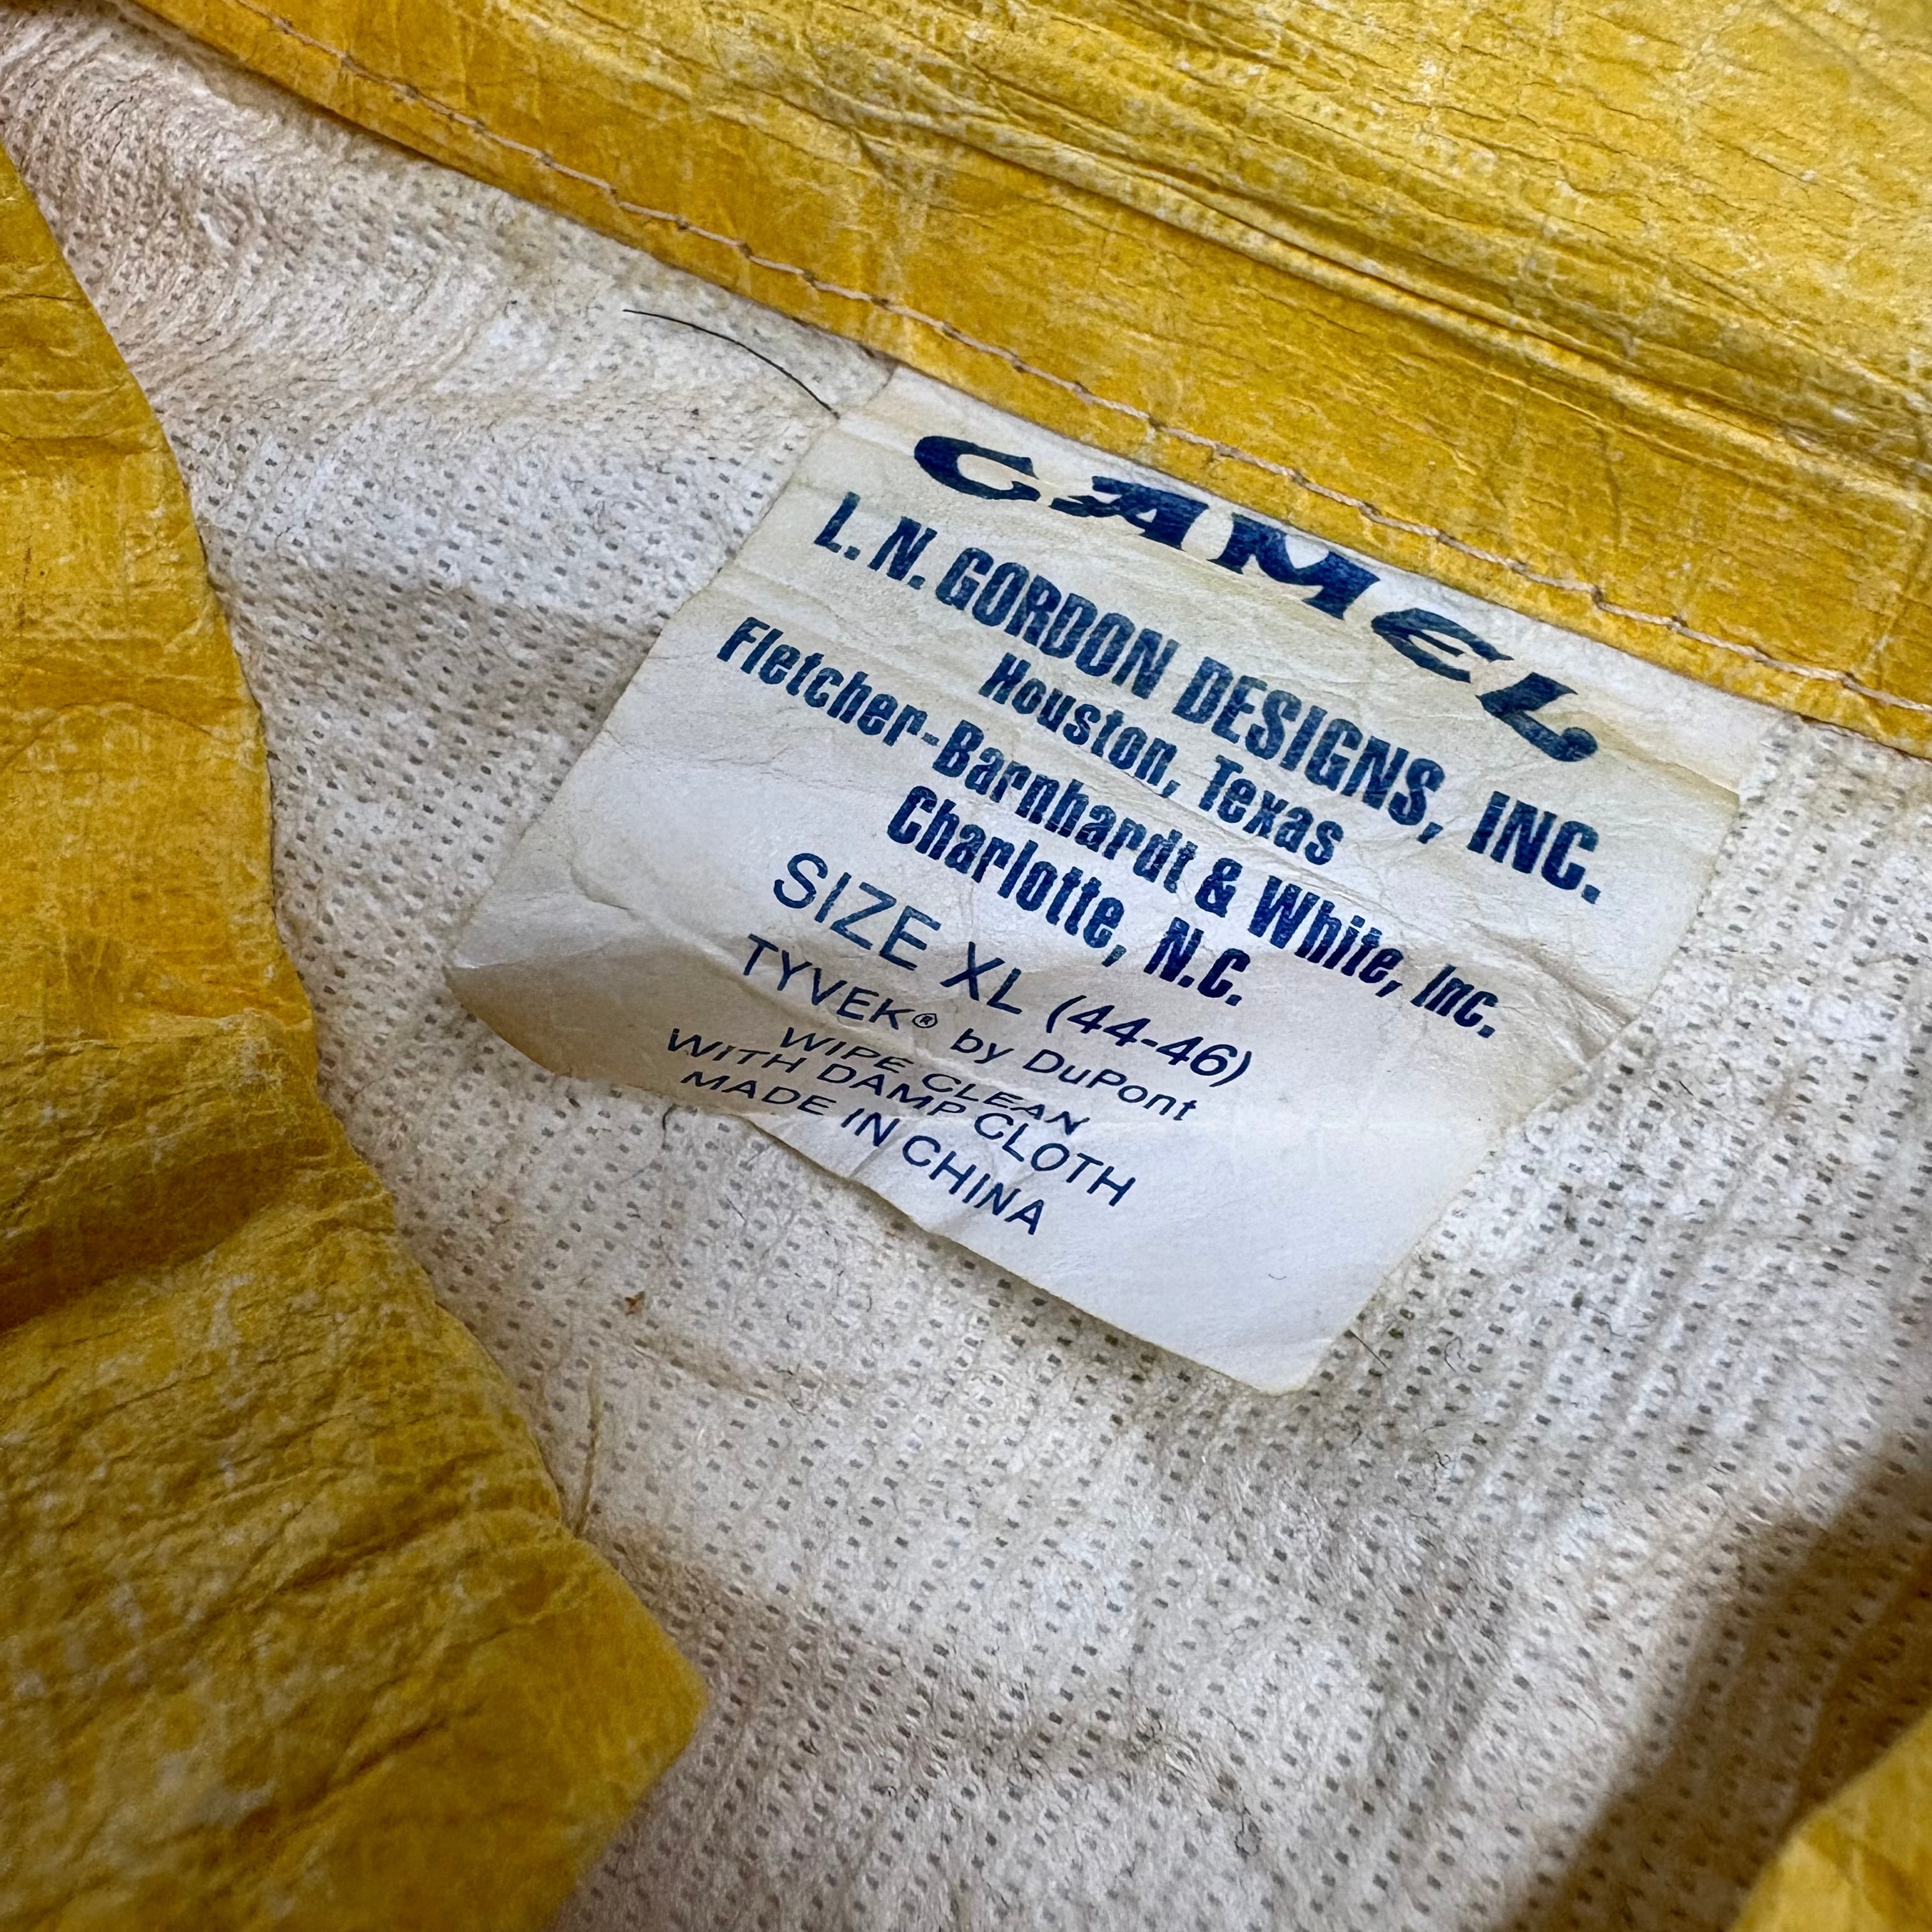 CAMEL
L. N. GORDON DESIGNS, INC.
Houston, Texas
Fletcher-Barnhardt & White, Inc.
Charlotte, N.C.
SIZE XL (44-46)
TYVEK® by DuPont
WIPE CLEAN
WITH DAMP CLOTH
MADE IN CHINA